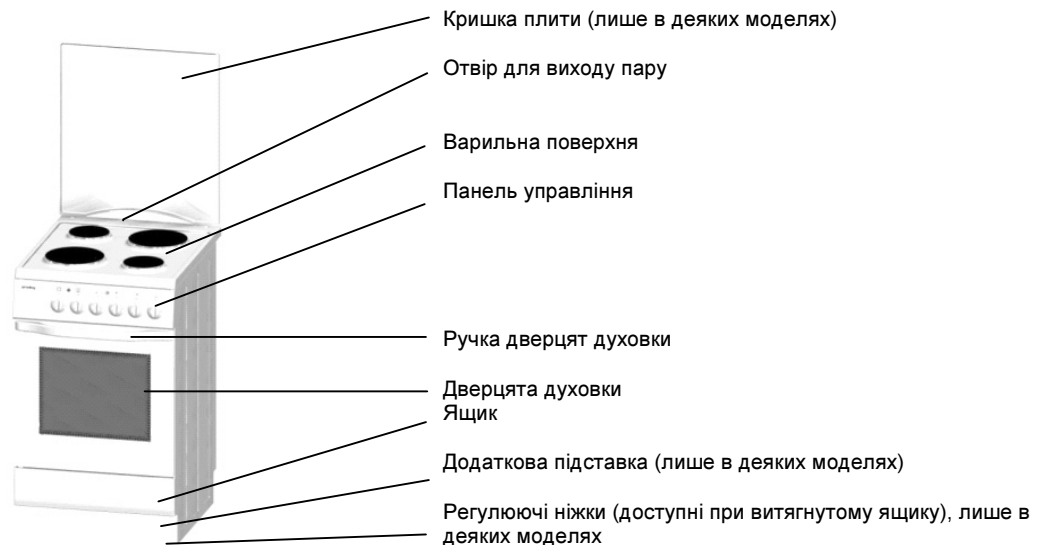 Кришка плити (лише в деяких моделях)
Отвір для виходу пару
Варильна поверхня
Панель управління
Ручка дверцят духовки
Дверцята духовки
Ящик
Додаткова підставка (лише в деяких моделях)
Регулюючі ніжки (доступні при витягнутому ящику), лише в
деяких моделях